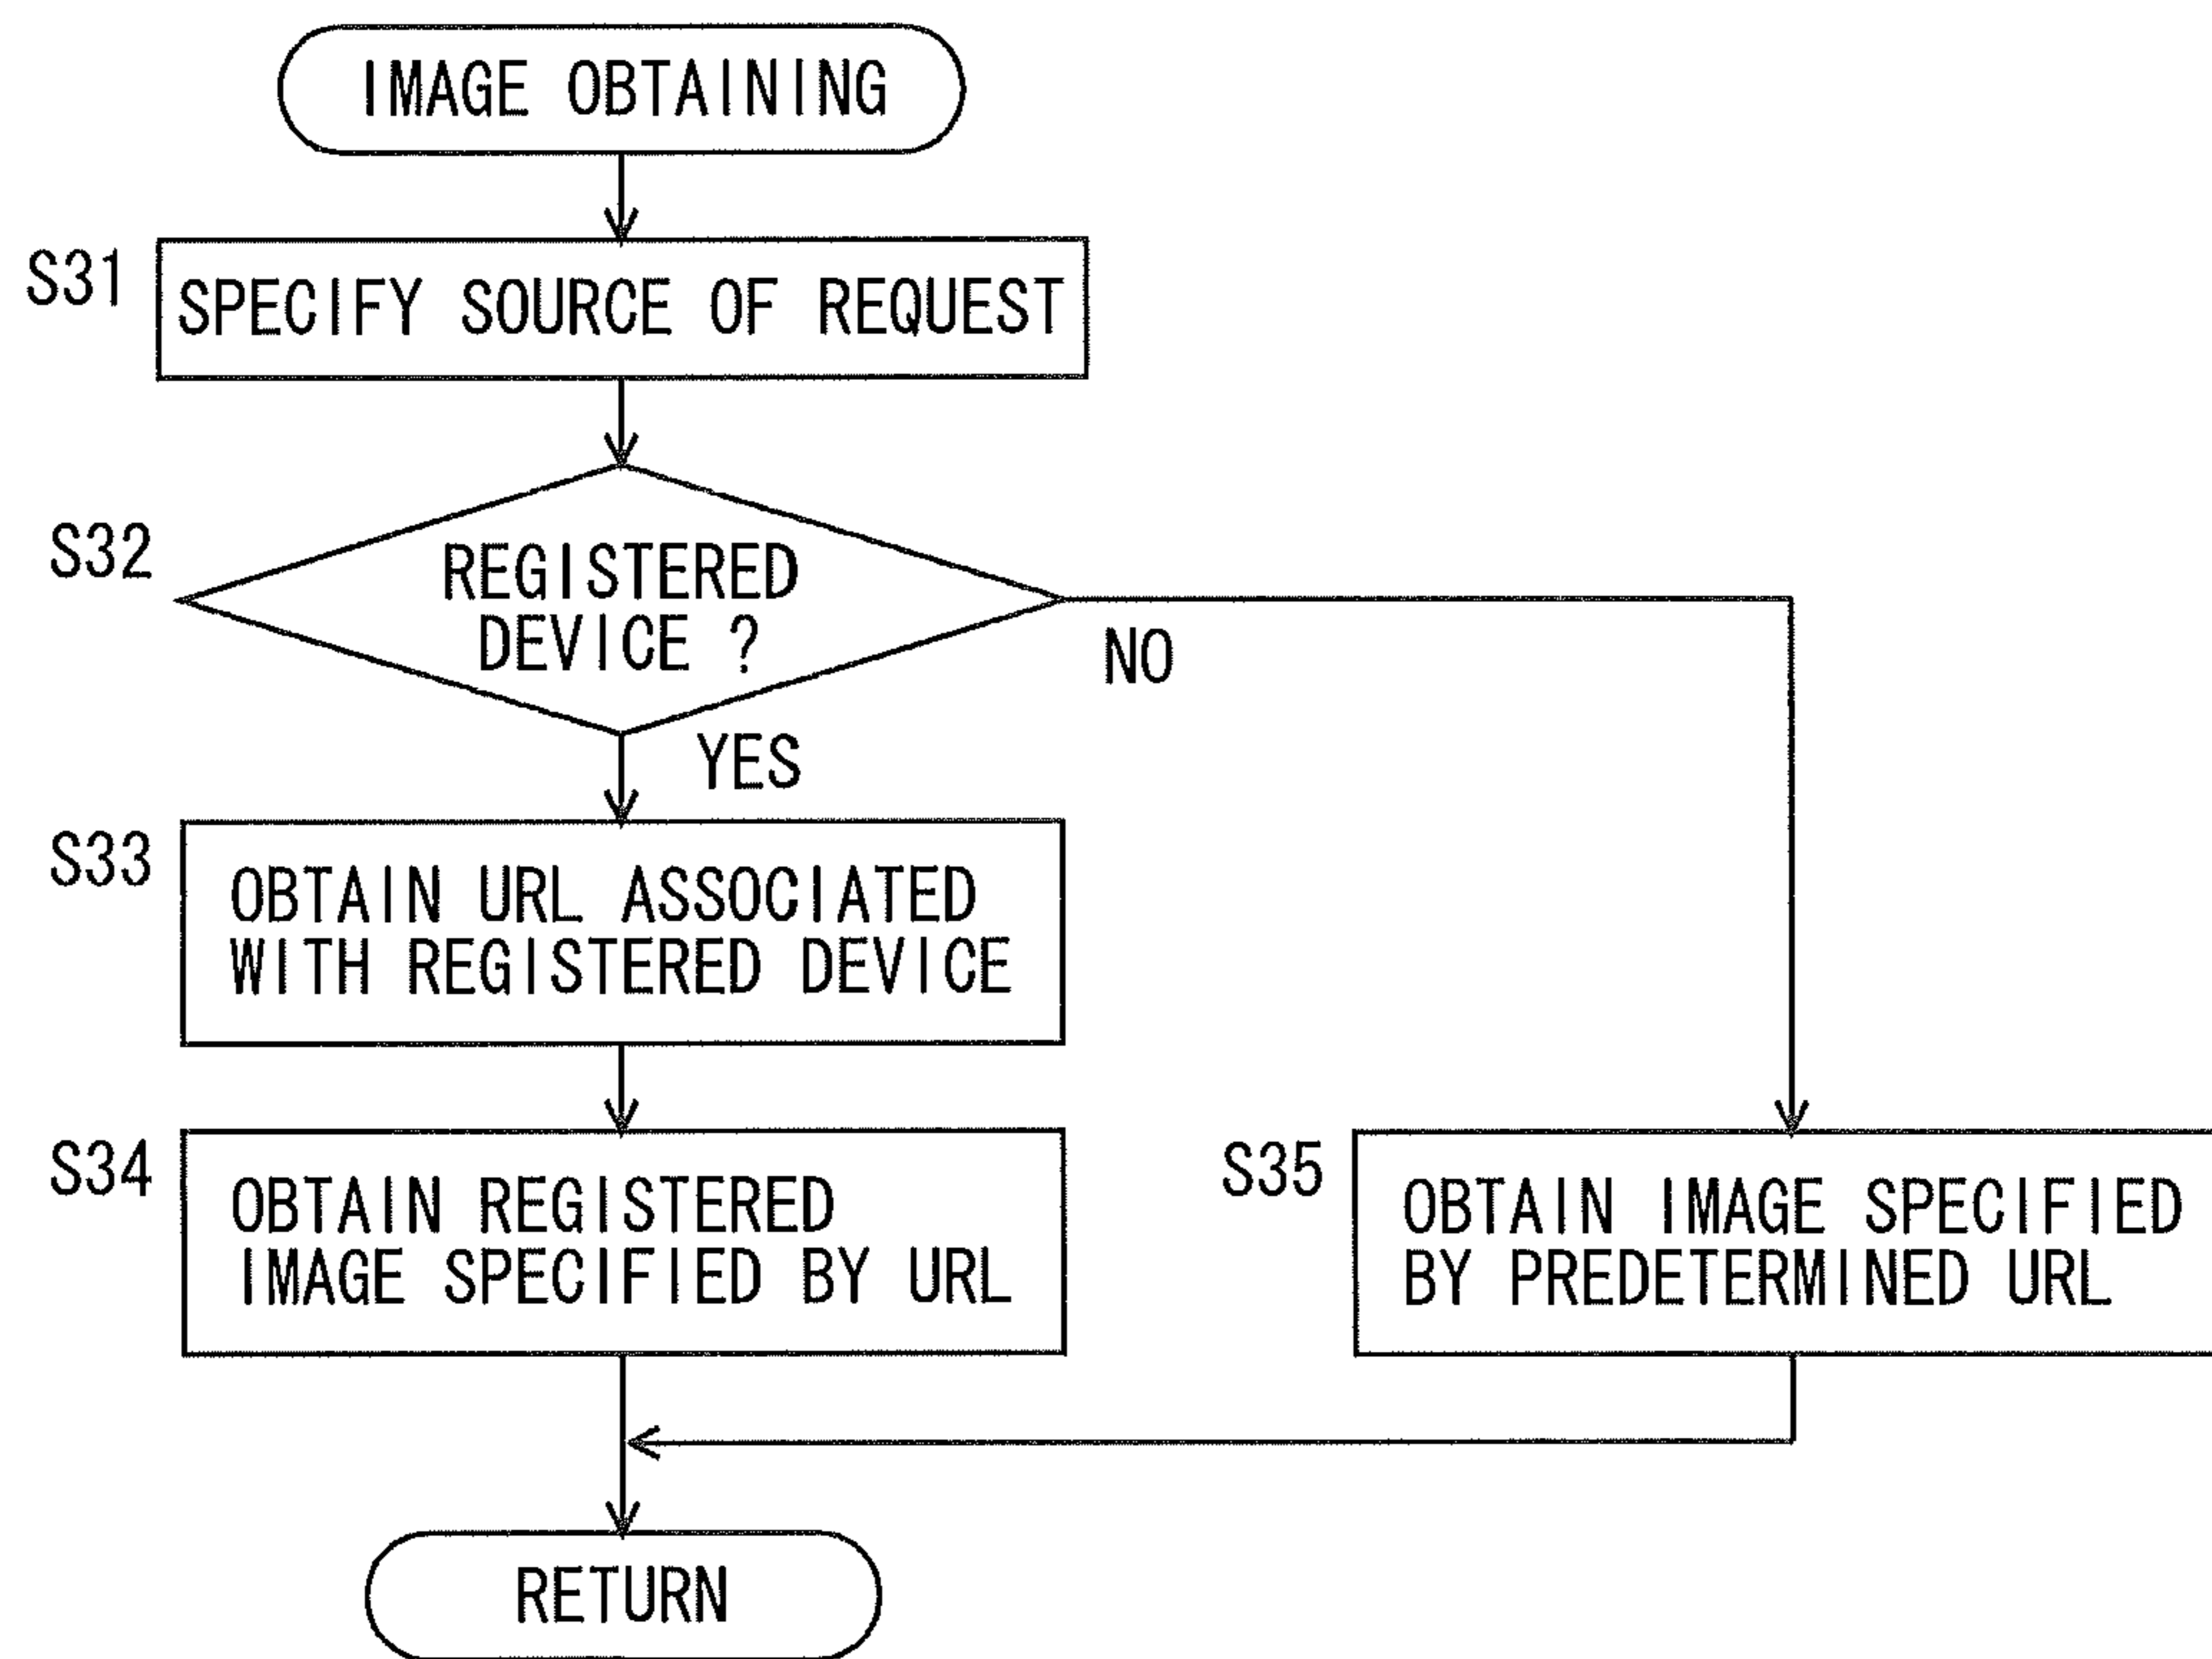 IMAGE OBTAINING
S31
SPECIFY SOURCE OF REQUEST
S32
REGISTERED
DEVICE ?
NO
YES
S33
OBTAIN URL ASSOCIATED
WITH REGISTERED DEVICE
S34
OBTAIN REGISTERED
IMAGE SPECIFIED BY URL
S35
OBTAIN IMAGE SPECIFIED
BY PREDETERMINED URL
RETURN